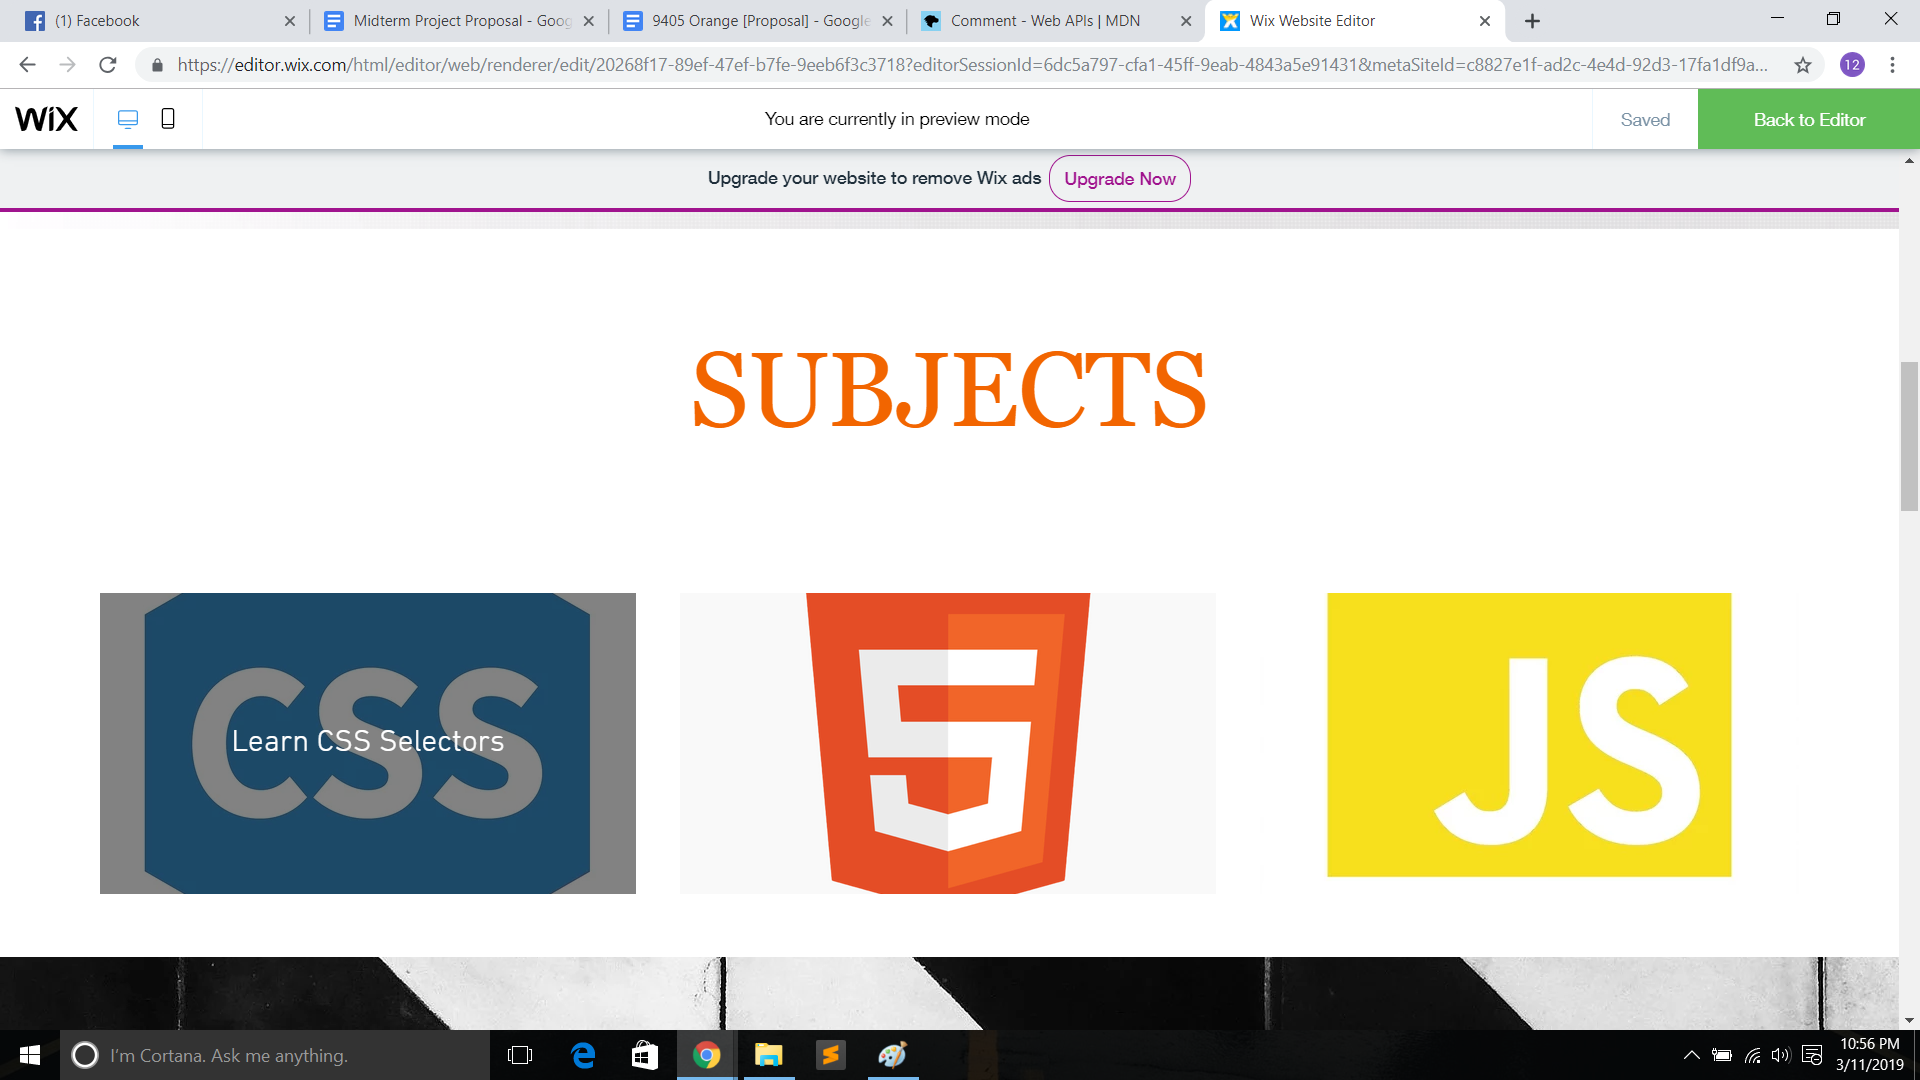 (1) Facebook
Midterm Project Proposal - Goog
9405 Orange [Proposal] - Google
Comment - Web APIs | MDN
Wix Website Editor
https://editor.wix.com/html/editor/web/renderer/edit/20268f17-89ef-47ef-b7fe-9eeb6f3c3718?editorSessionId=6dc5a797-cfa1-45ff-9eab-4843a5e91431&metaSiteId=c8827e1f-ad2c-4e4d-92d3-17fa1df9a...
12
WIX
You are currently in preview mode
Saved
Back to Editor
Upgrade your website to remove Wix ads
Upgrade Now
SUBJECTS
CSS
Learn CSS Selectors
5
JS
I'm Cortana. Ask me anything.
10:56 PM
3/11/2019